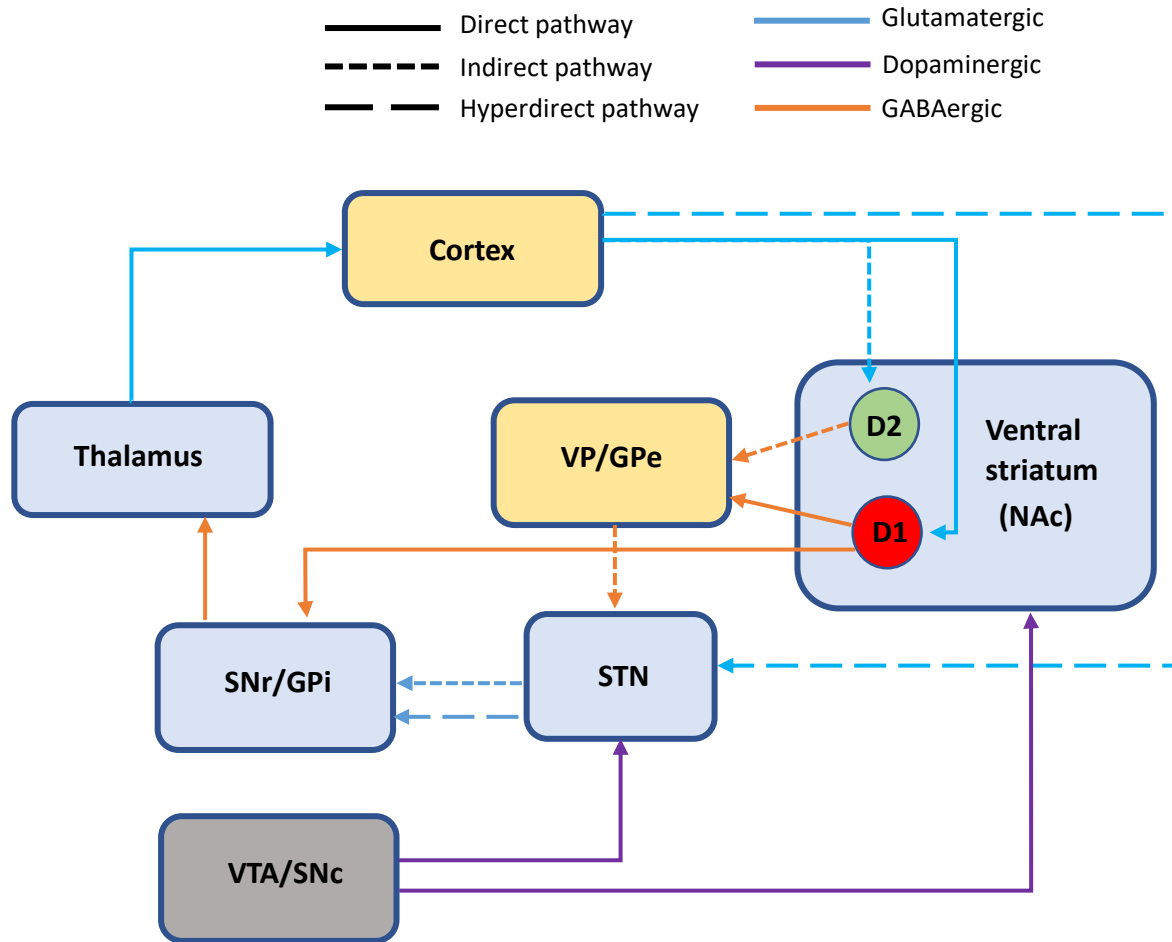 Direct pathway
Indirect pathway
Hyperdirect pathway
Glutamatergic
Dopaminergic
GABAergic
Cortex
Thalamus
VP/GPe
D2
D1
Ventral
striatum
(NAc)
SNr/GPi
STN
VTA/SNc